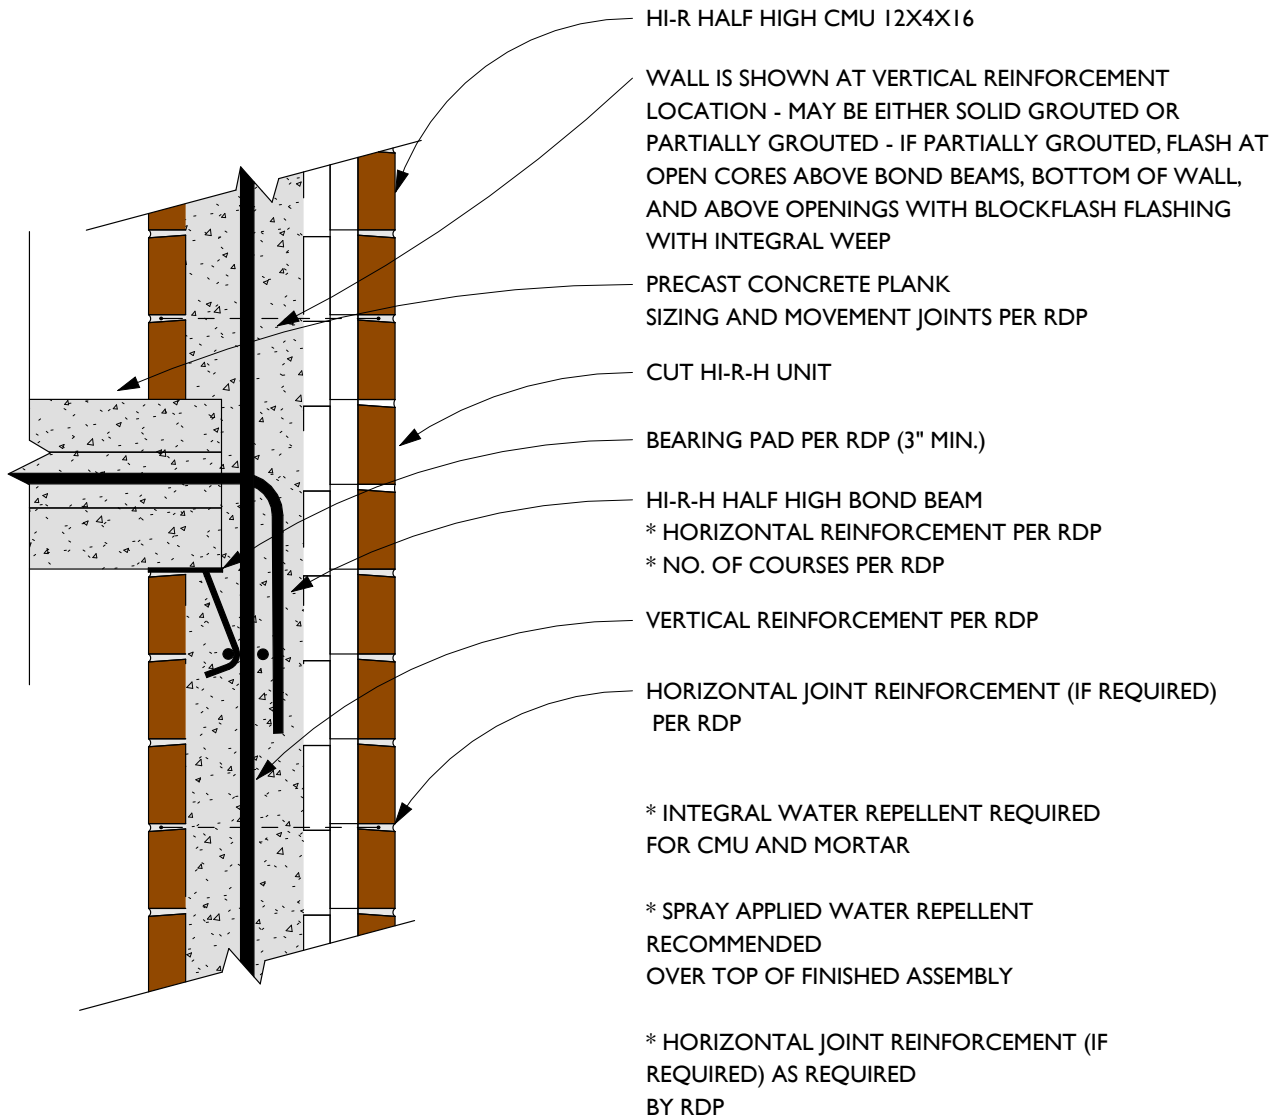 HI-R HALF HIGH CMU 12X4X16
WALL IS SHOWN AT VERTICAL REINFORCEMENT
LOCATION - MAY BE EITHER SOLID GROUTED OR
PARTIALLY GROUTED - IF PARTIALLY GROUTED, FLASH AT
OPEN CORES ABOVE BOND BEAMS, BOTTOM OF WALL,
AND ABOVE OPENINGS WITH BLOCKFLASH FLASHING
WITH INTEGRAL WEEP
PRECAST CONCRETE PLANK
SIZING AND MOVEMENT JOINTS PER RDP
CUT HI-R-H UNIT
BEARING PAD PER RDP (3" MIN.)
HI-R-H HALF HIGH BOND BEAM
* HORIZONTAL REINFORCEMENT PER RDP
* NO. OF COURSES PER RDP
VERTICAL REINFORCEMENT PER RDP
HORIZONTAL JOINT REINFORCEMENT (IF REQUIRED)
PER RDP
* INTEGRAL WATER REPELLENT REQUIRED
FOR CMU AND MORTAR
* SPRAY APPLIED WATER REPELLENT
RECOMMENDED
OVER TOP OF FINISHED ASSEMBLY
* HORIZONTAL JOINT REINFORCEMENT (IF
REQUIRED) AS REQUIRED
BY RDP